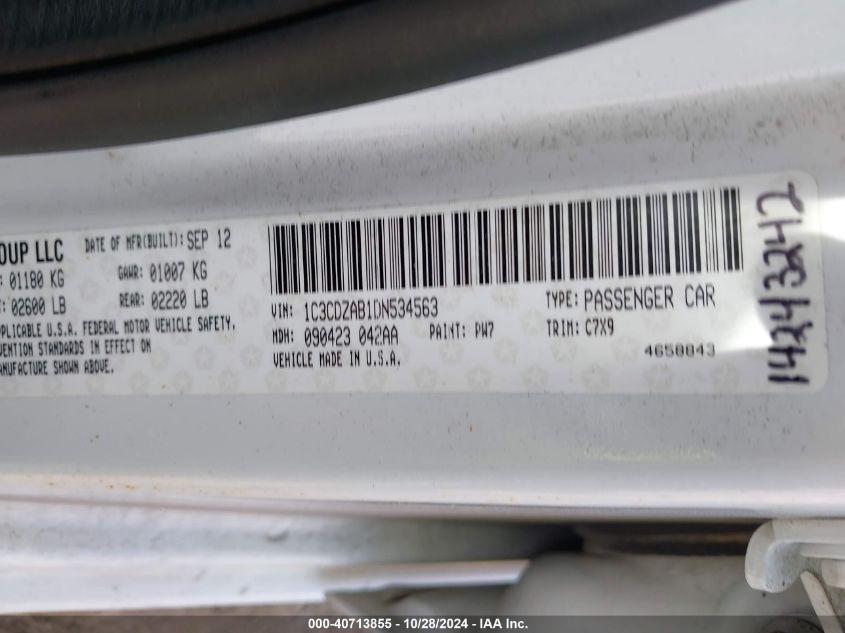 OUP LLC
DATE OF MFR(BUILT): SEP 12
: 01180 KG
GAWR: 01007 KG
: 02600 LB
REAR: 02220 LB
APPLICABLE U.S.A. FEDERAL MOTOR VEHICLE SAFETY,
VENTION STANDARDS IN EFFECT ON
MANUFACTURE SHOWN ABOVE.
VIN: 1C3CDZAB1DN534563
TYPE: PASSENGER CAR
MDH: 090423 042AA
PAINT: PW7
TRIM: C7X9
VEHICLE MADE IN U.S.A.
4658843
14243242
000-40713855 - 10/28/2024 - IAA Inc.